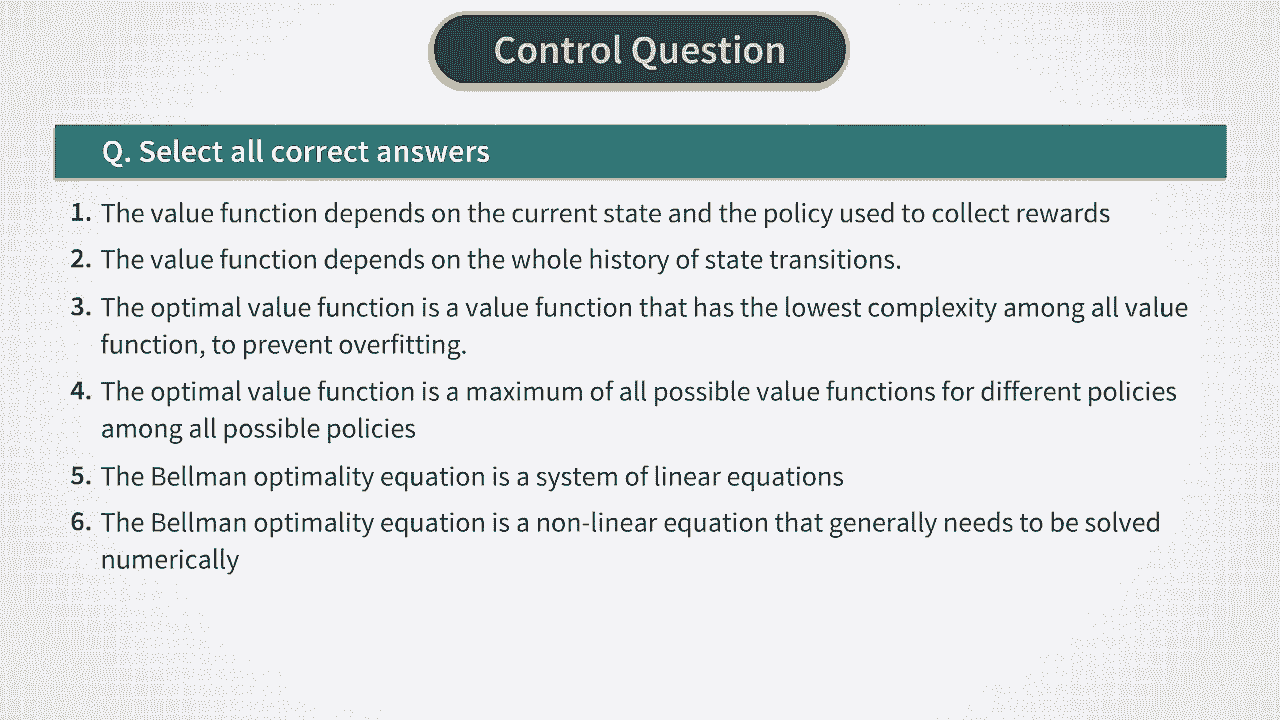 Control Question
Q. Select all correct answers
1. The value function depends on the current state and the policy used to collect rewards
2. The value function depends on the whole history of state transitions.
3. The optimal value function is a value function that has the lowest complexity among all value
function, to prevent overfitting.
4. The optimal value function is a maximum of all possible value functions for different policies
among all possible policies
5. The Bellman optimality equation is a system of linear equations
6. The Bellman optimality equation is a non-linear equation that generally needs to be solved
numerically